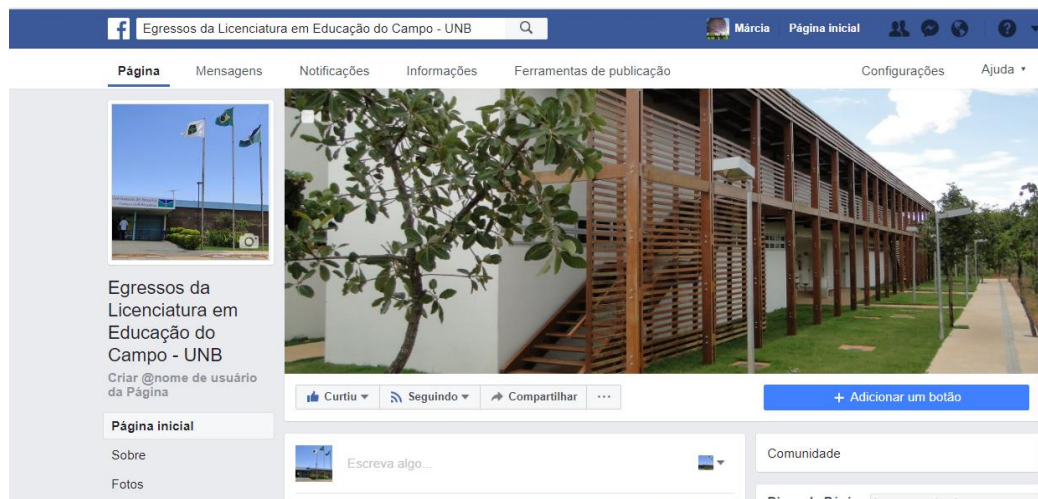 Egressos da Licenciatura em Educação do Campo - UNB
Márcia Página inicial
Página Mensagens Notificações Informações Ferramentas de publicação Configurações Ajuda
Egressos da
Licenciatura em
Educação do
Campo - UNB
Criar @nome de usuário
da Página
Curtiu Seguindo Compartilhar ... + Adicionar um botão
Página inicial
Sobre
Fotos
Escreva algo...
Comunidade